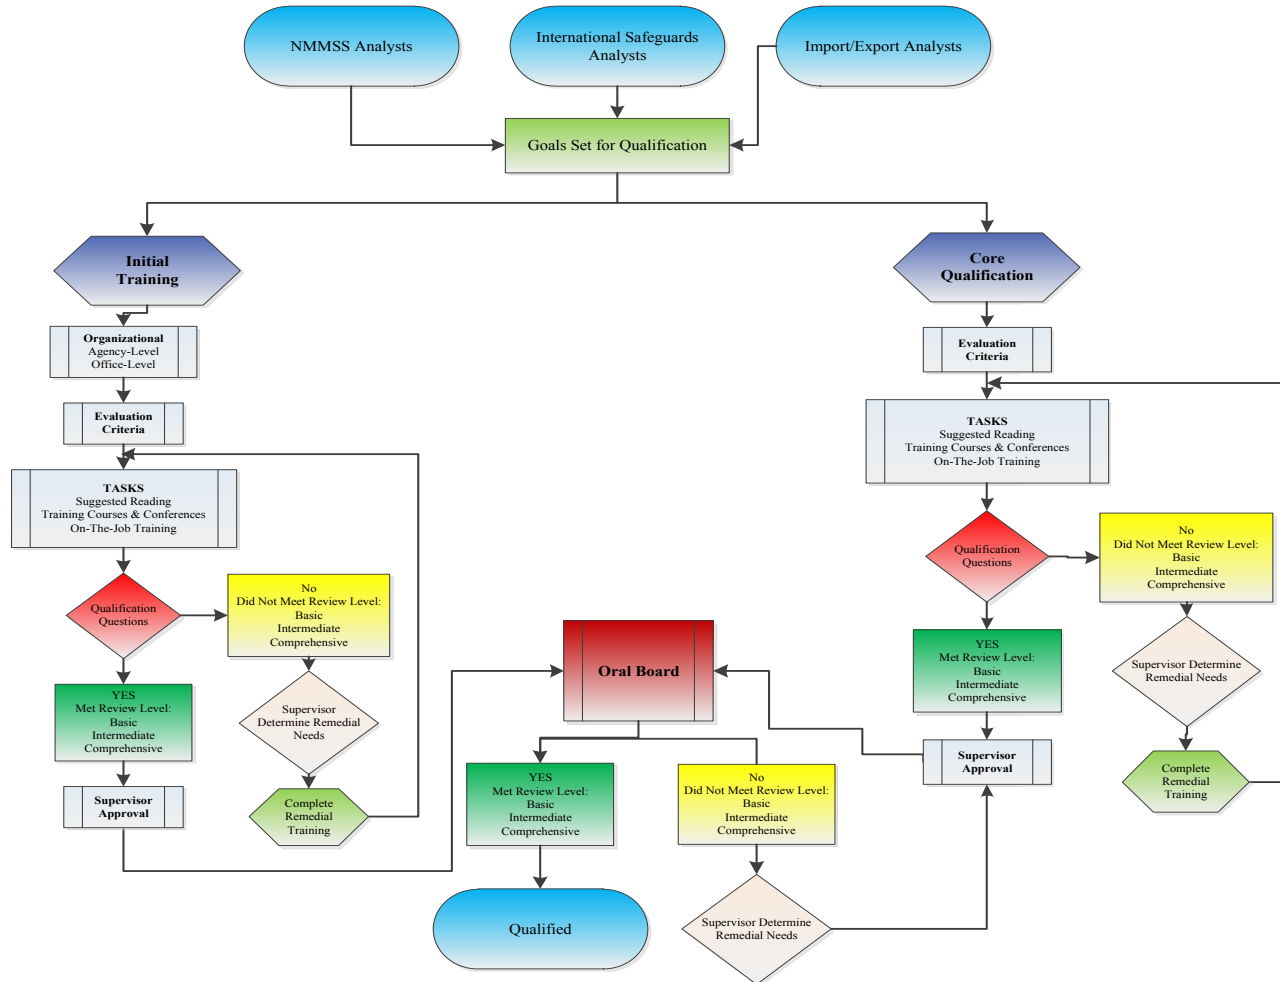 NMMSS Analysts
International Safeguards
Analysts
Import/Export Analysts
Goals Set for Qualification
Initial
Training
Organizational
Agency-Level
Office-Level
Evaluation
Criteria
TASKS
Suggested Reading
Training Courses & Conferences
On-The-Job Training
Qualification
Questions
No
Did Not Meet Review Level:
Basic
Intermediate
Comprehensive
YES
Met Review Level:
Basic
Intermediate
Comprehensive
Supervisor
Determine Remedial
Needs
Supervisor
Approval
Complete
Remedial
Training
Core
Qualification
Evaluation
Criteria
TASKS
Suggested Reading
Training Courses & Conferences
On-The-Job Training
Qualification
Questions
No
Did Not Meet Review Level:
Basic
Intermediate
Comprehensive
YES
Met Review Level:
Basic
Intermediate
Comprehensive
Supervisor Determine
Remedial Needs
Supervisor
Approval
Complete
Remedial
Training
Oral Board
YES
Met Review Level:
Basic
Intermediate
Comprehensive
No
Did Not Meet Review Level:
Basic
Intermediate
Comprehensive
Qualified
Supervisor Determine
Remedial Needs